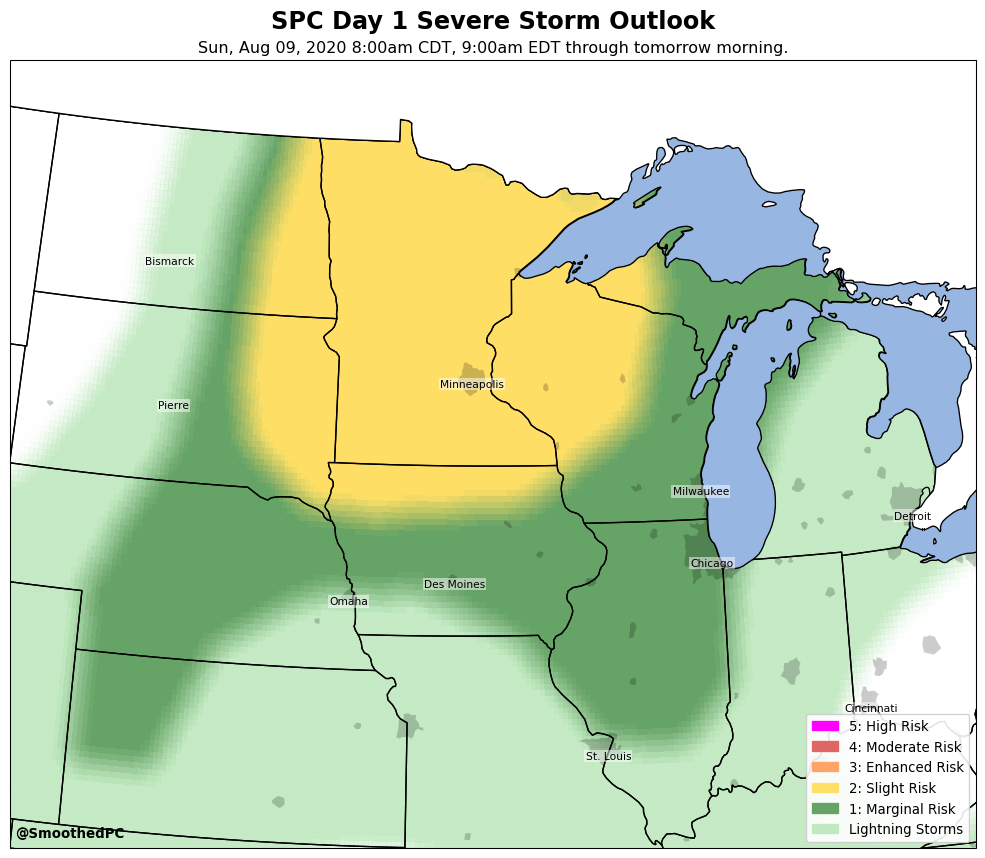 SPC Day 1 Severe Storm Outlook
Sun, Aug 09, 2020 8:00am CDT, 9:00am EDT through tomorrow morning.
Bismarck
Minneapolis
Pierre
Milwaukee
Detroit
Chicago
Des Moines
Omaha
Cincinnati
St. Louis
5: High Risk
4: Moderate Risk
3: Enhanced Risk
2: Slight Risk
1: Marginal Risk
Lightning Storms
@SmoothedPC